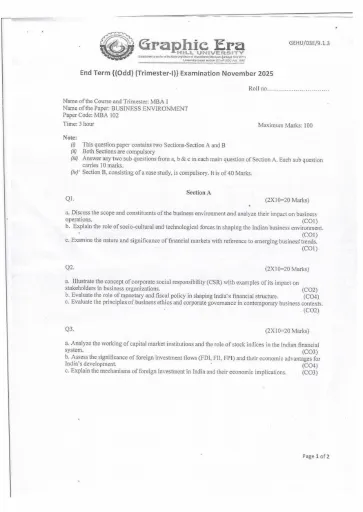 GEHU/02E/9.1.3
Graphic Era
HILL UNIVERSITY
End Term ((Odd) (Trimester-I)) Examination November 2025
Roll no
Name of the Course and Trimester: MBA I
Name of the Paper: BUSINESS ENVIRONMENT
Paper Code: MBA 102
Time: 3 hour Maximum Marks: 100
Note:
(i) This question paper contains two Sections-Section A and B
(ii) Both Sections are compulsory
(iii) Answer any two sub questions from a, b & c in each main question of Section A. Each sub question
carries 10 marks.
(iv) Section B, consisting of a case study, is compulsory. It is of 40 Marks.
Section A
Q1. (2X10=20 Marks)
a. Discuss the scope and constituents of the business environment and analyze their impact on business
operations. (CO1)
b. Explain the role of socio-cultural and technological forces in shaping the Indian business environment.
(CO1)
c. Examine the nature and significance of financial markets with reference to emerging business trends.
(CO1)
Q2. (2X10=20 Marks)
a. Illustrate the concept of corporate social responsibility (CSR) with examples of its impact on
stakeholders in business organizations. (CO2)
b. Evaluate the role of monetary and fiscal policy in shaping India's financial structure. (CO4)
c. Evaluate the principles of business ethics and corporate governance in contemporary business contexts.
(CO2)
Q3. (2X10=20 Marks)
a. Analyze the working of capital market institutions and the role of stock indices in the Indian financial
system. (CO3)
b. Assess the significance of foreign investment flows (FDI, FII, FPI) and their economic advantages for
India's development. (CO4)
c. Explain the mechanisms of foreign investment in India and their economic implications. (CO3)
Page 1 of 2